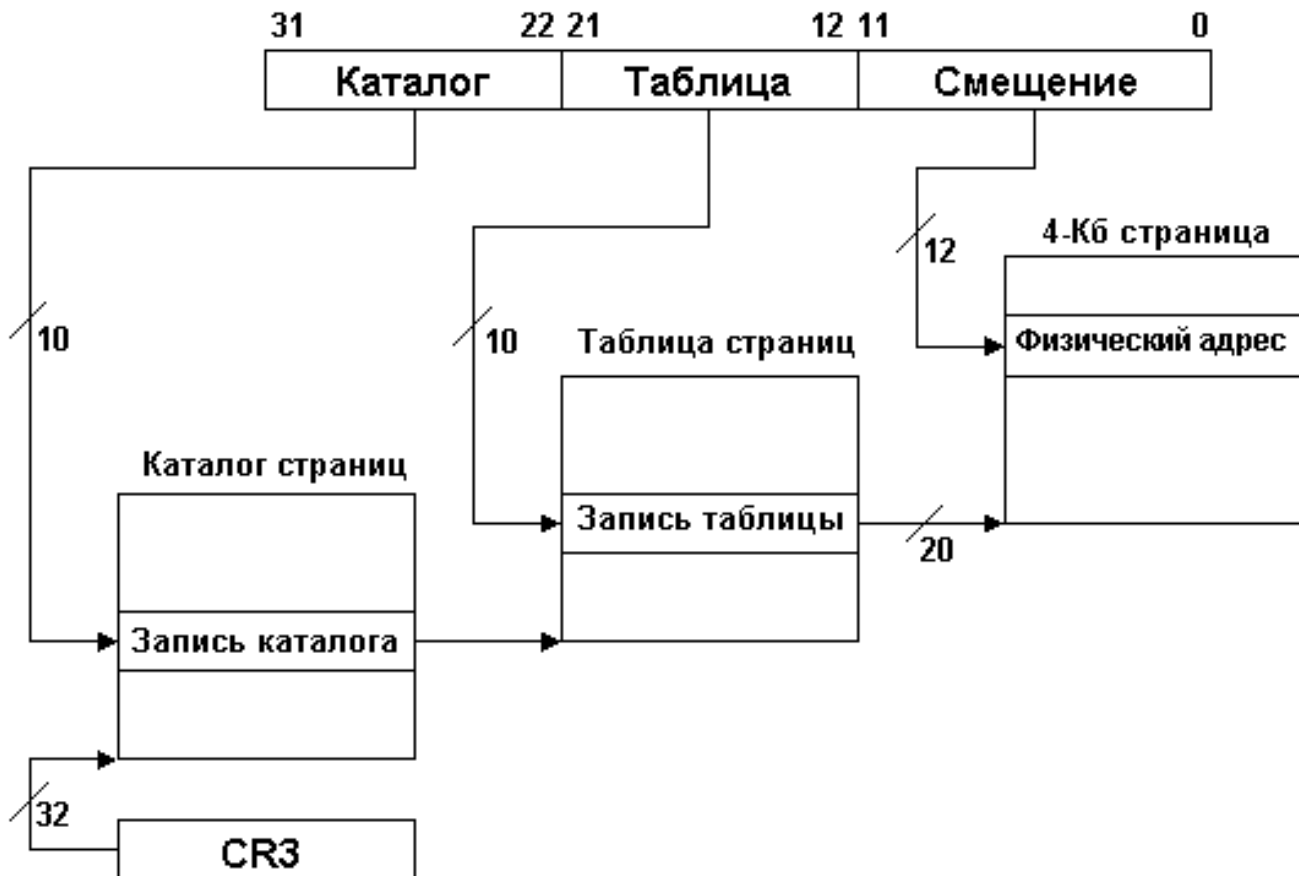 31 22 21 12 11 0
Каталог Таблица Смещение
4-Кб страница
12
10 10 Таблица страниц Физический адрес
Каталог страниц
Запись таблицы
20
Запись каталога
32
CR3